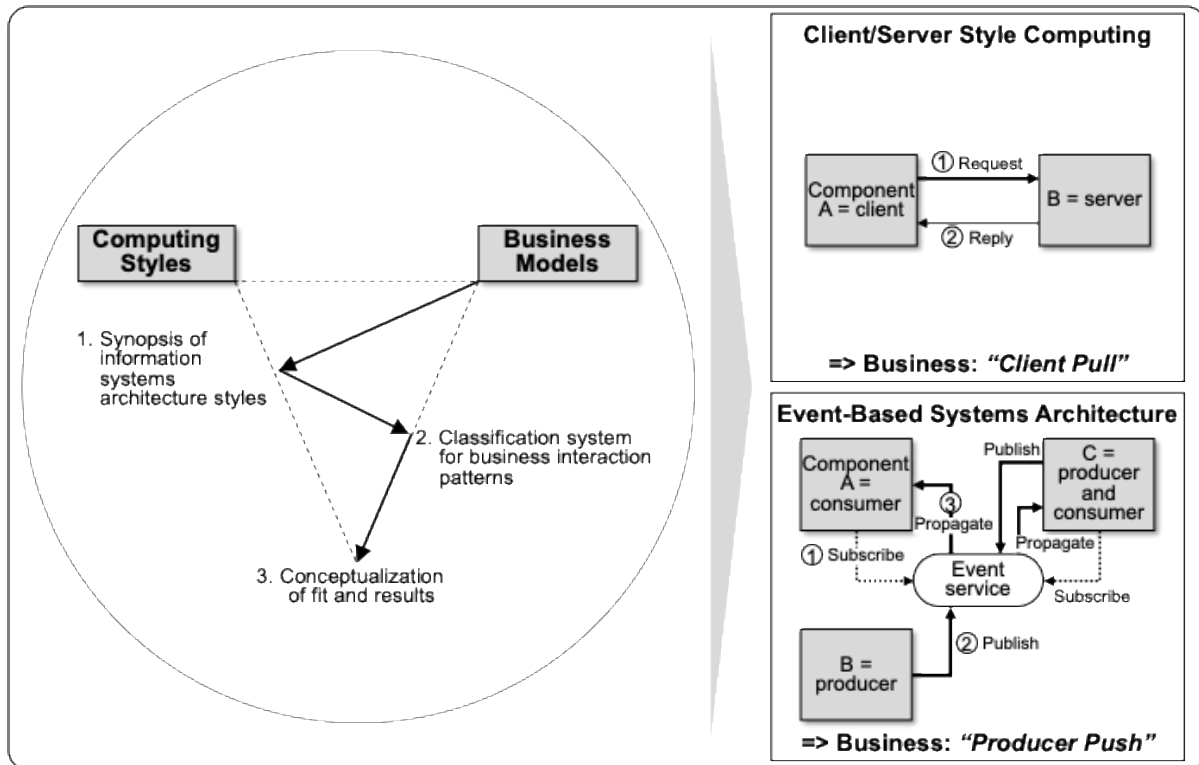 Computing
Styles
Business
Models
1. Synopsis of
information
systems
architecture styles
2. Classification system
for business interaction
patterns
3. Conceptualization
of fit and results
Client/Server Style Computing
Component
A = client
① Request
B = server
② Reply
=> Business: “Client Pull”
Event-Based Systems Architecture
Component
A =
consumer
Publish
C =
producer
and
consumer
③
Propagate
Propagate
① Subscribe
Event
service
Subscribe
② Publish
B =
producer
=> Business: “Producer Push”